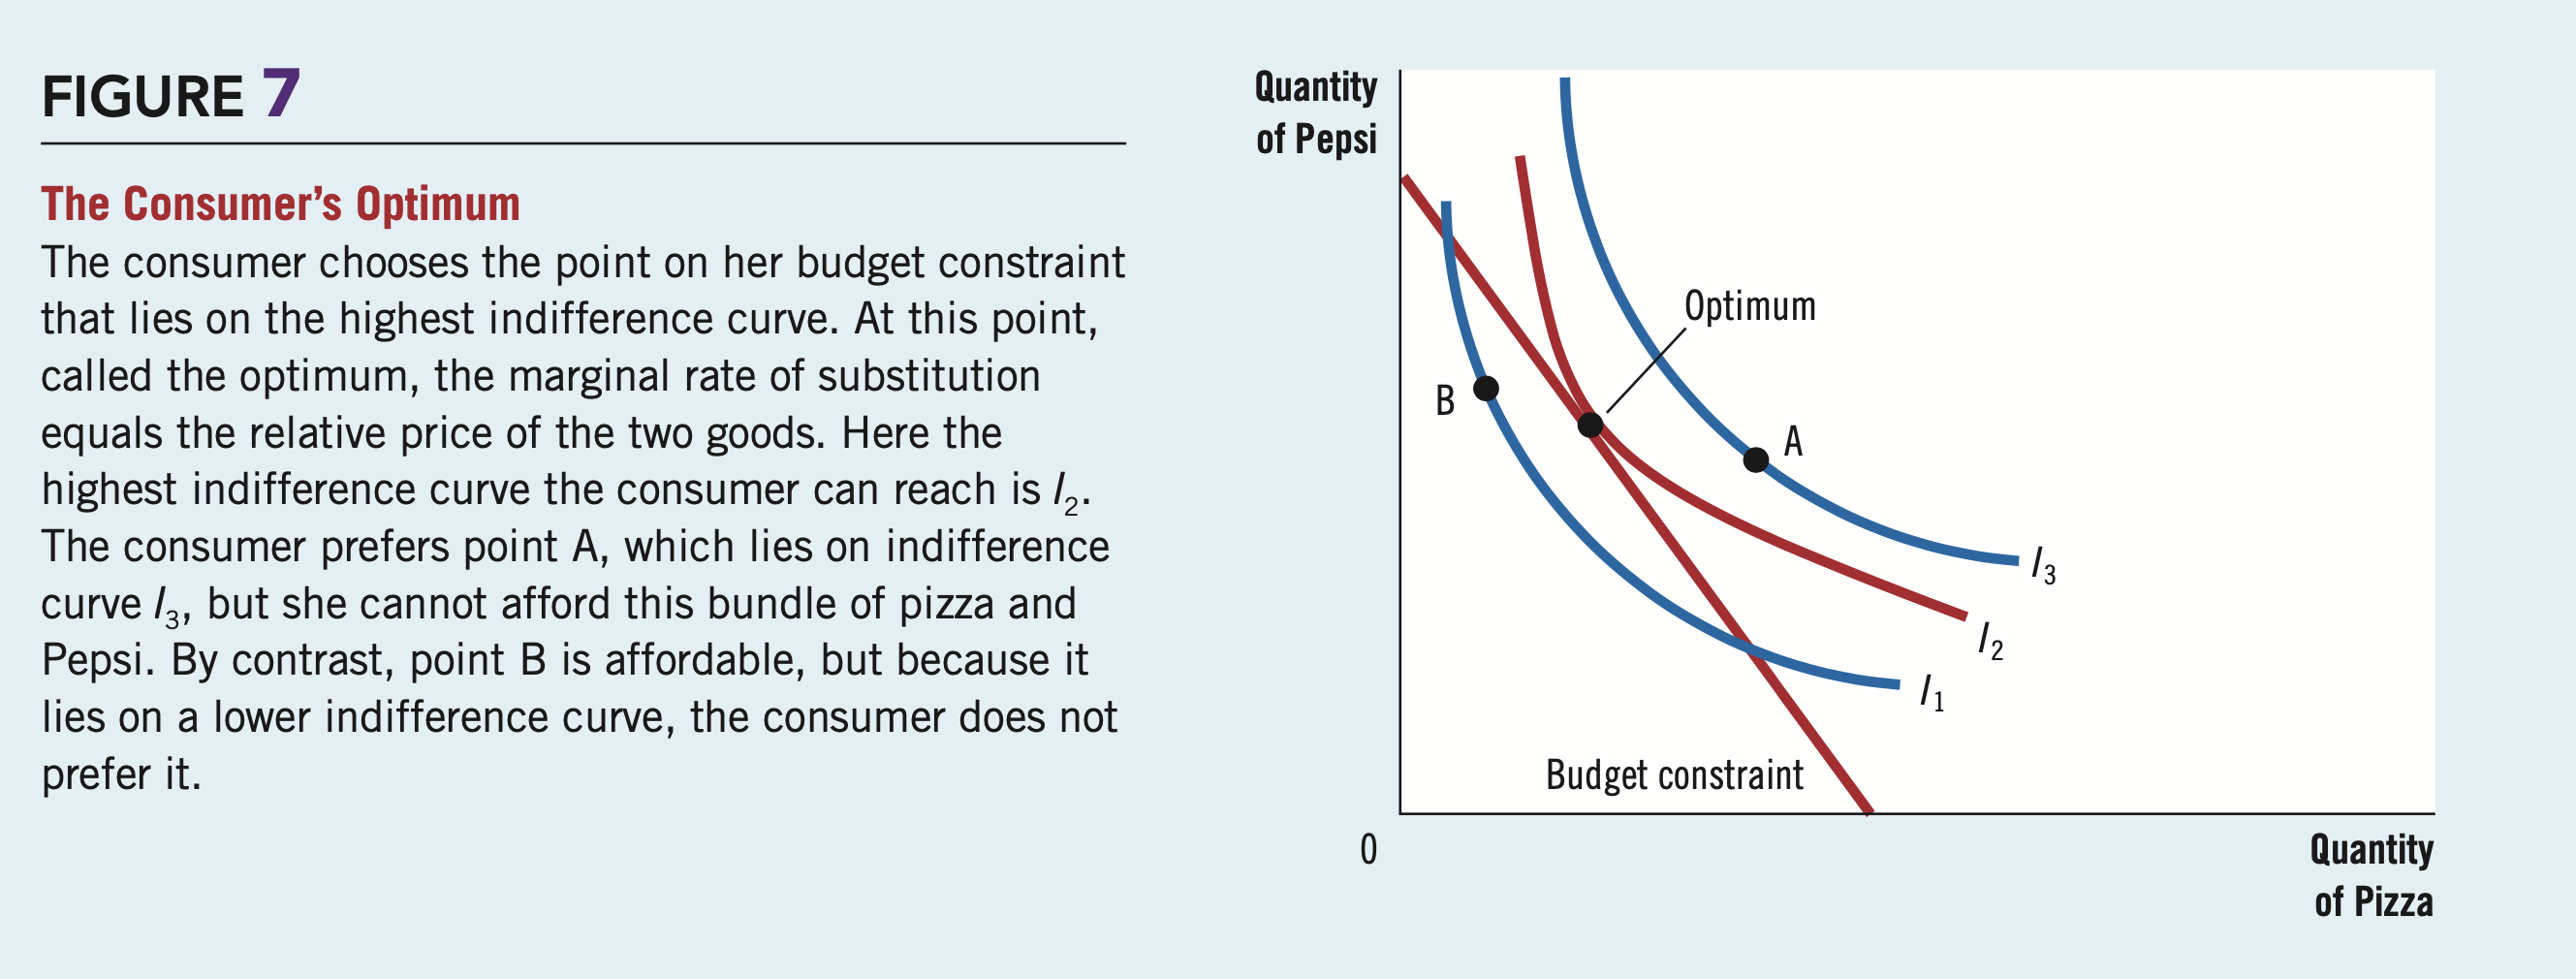 FIGURE 7
The Consumer’s Optimum
The consumer chooses the point on her budget constraint
that lies on the highest indifference curve. At this point,
called the optimum, the marginal rate of substitution
equals the relative price of the two goods. Here the
highest indifference curve the consumer can reach is I₂.
The consumer prefers point A, which lies on indifference
curve I₃, but she cannot afford this bundle of pizza and
Pepsi. By contrast, point B is affordable, but because it
lies on a lower indifference curve, the consumer does not
prefer it.
Quantity
of Pepsi
Optimum
B
A
I₃
I₂
I₁
Budget constraint
0
Quantity
of Pizza